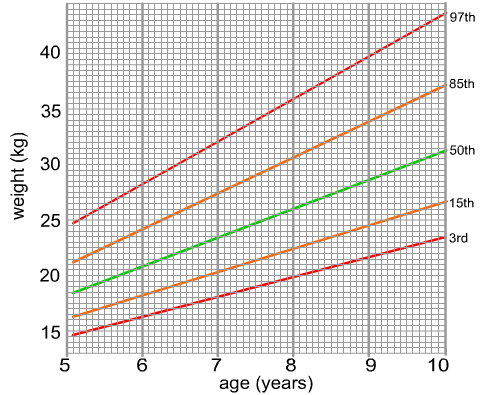 97th
40
85th
35
50th
30
weight (kg)
25
15th
3rd
20
15
5 6 7 8 9 10
age (years)